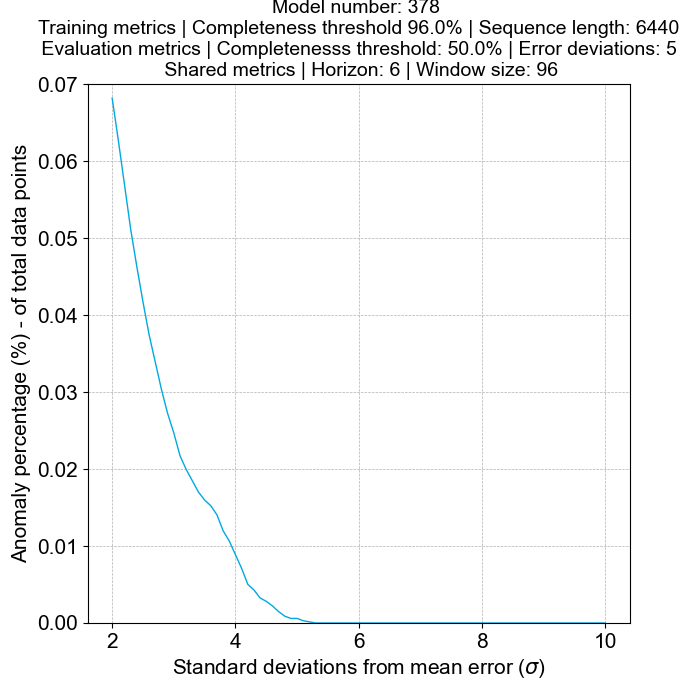 Model number: 378
Training metrics | Completeness threshold 96.0% | Sequence length: 6440
Evaluation metrics | Completenesss threshold: 50.0% | Error deviations: 5
Shared metrics | Horizon: 6 | Window size: 96
Anomaly percentage (%) - of total data points
0.07
0.06
0.05
0.04
0.03
0.02
0.01
0.00
2 4 6 8 10
Standard deviations from mean error (σ)